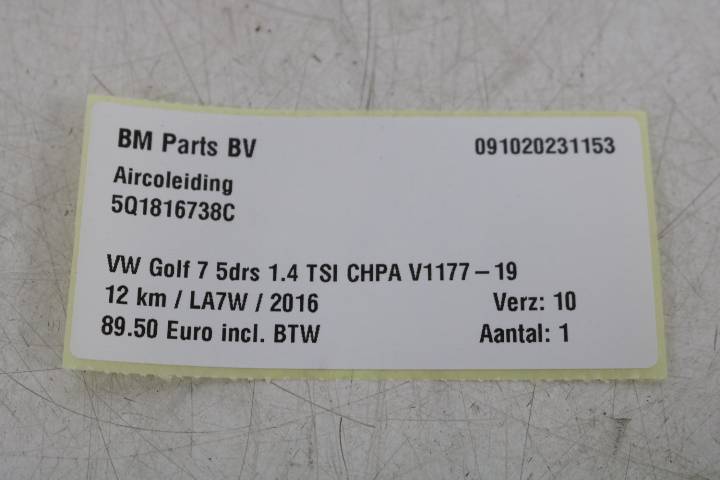 BM Parts BV 091020231153
Aircoleiding
5Q1816738C
VW Golf 7 5drs 1.4 TSI CHPA V1177-19
12 km / LA7W / 2016 Verz: 10
89.50 Euro incl. BTW Aantal: 1